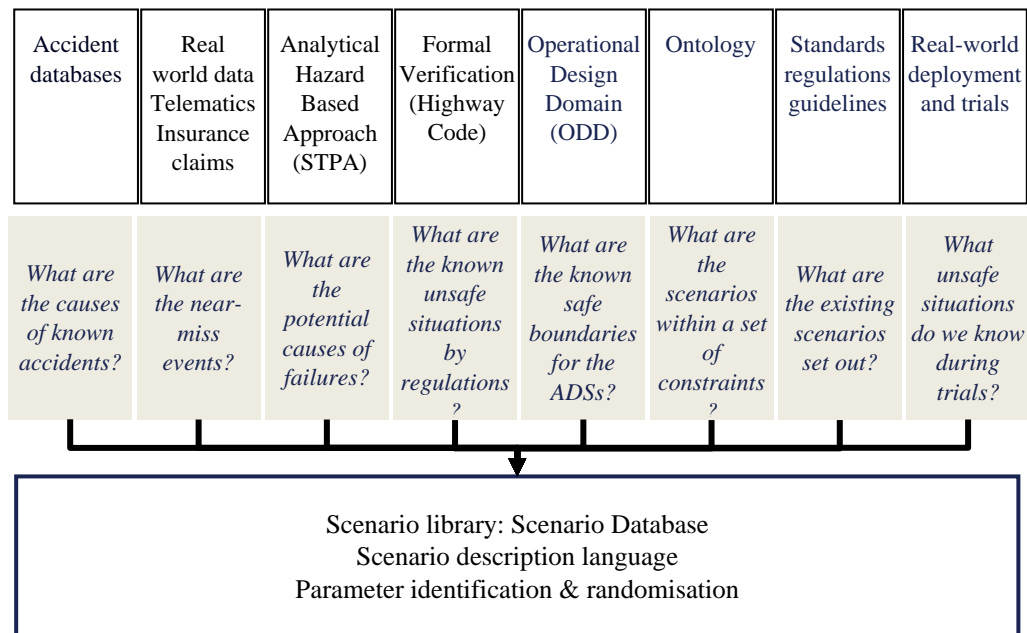 Accident
databases
Real
world data
Telematics
Insurance
claims
Analytical
Hazard
Based
Approach
(STPA)
Formal
Verification
(Highway
Code)
Operational
Design
Domain
(ODD)
Ontology
Standards
regulations
guidelines
Real-world
deployment
and trials
What are
the causes
of known
accidents?
What are
the near-
miss
events?
What are
the
potential
causes of
failures?
What are
the known
unsafe
situations
by
regulations
?
What are
the known
safe
boundaries
for the
ADSs?
What are
the
scenarios
within a set
of
constraints
?
What are
the existing
scenarios
set out?
What
unsafe
situations
do we know
during
trials?
Scenario library: Scenario Database
Scenario description language
Parameter identification & randomisation